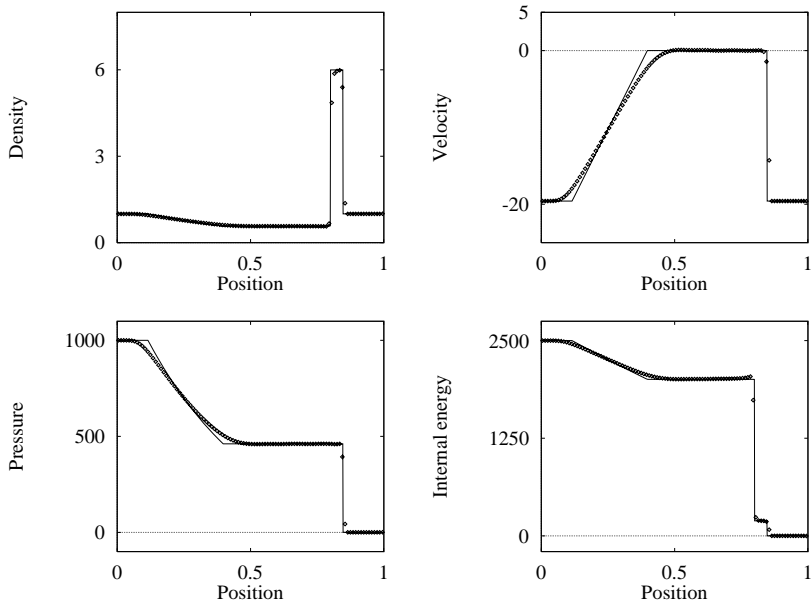 6
3
0
Density
0 0.5 1
Position
5
0
-20
Velocity
0 0.5 1
Position
1000
500
0
Pressure
0 0.5 1
Position
2500
1250
0
Internal energy
0 0.5 1
Position